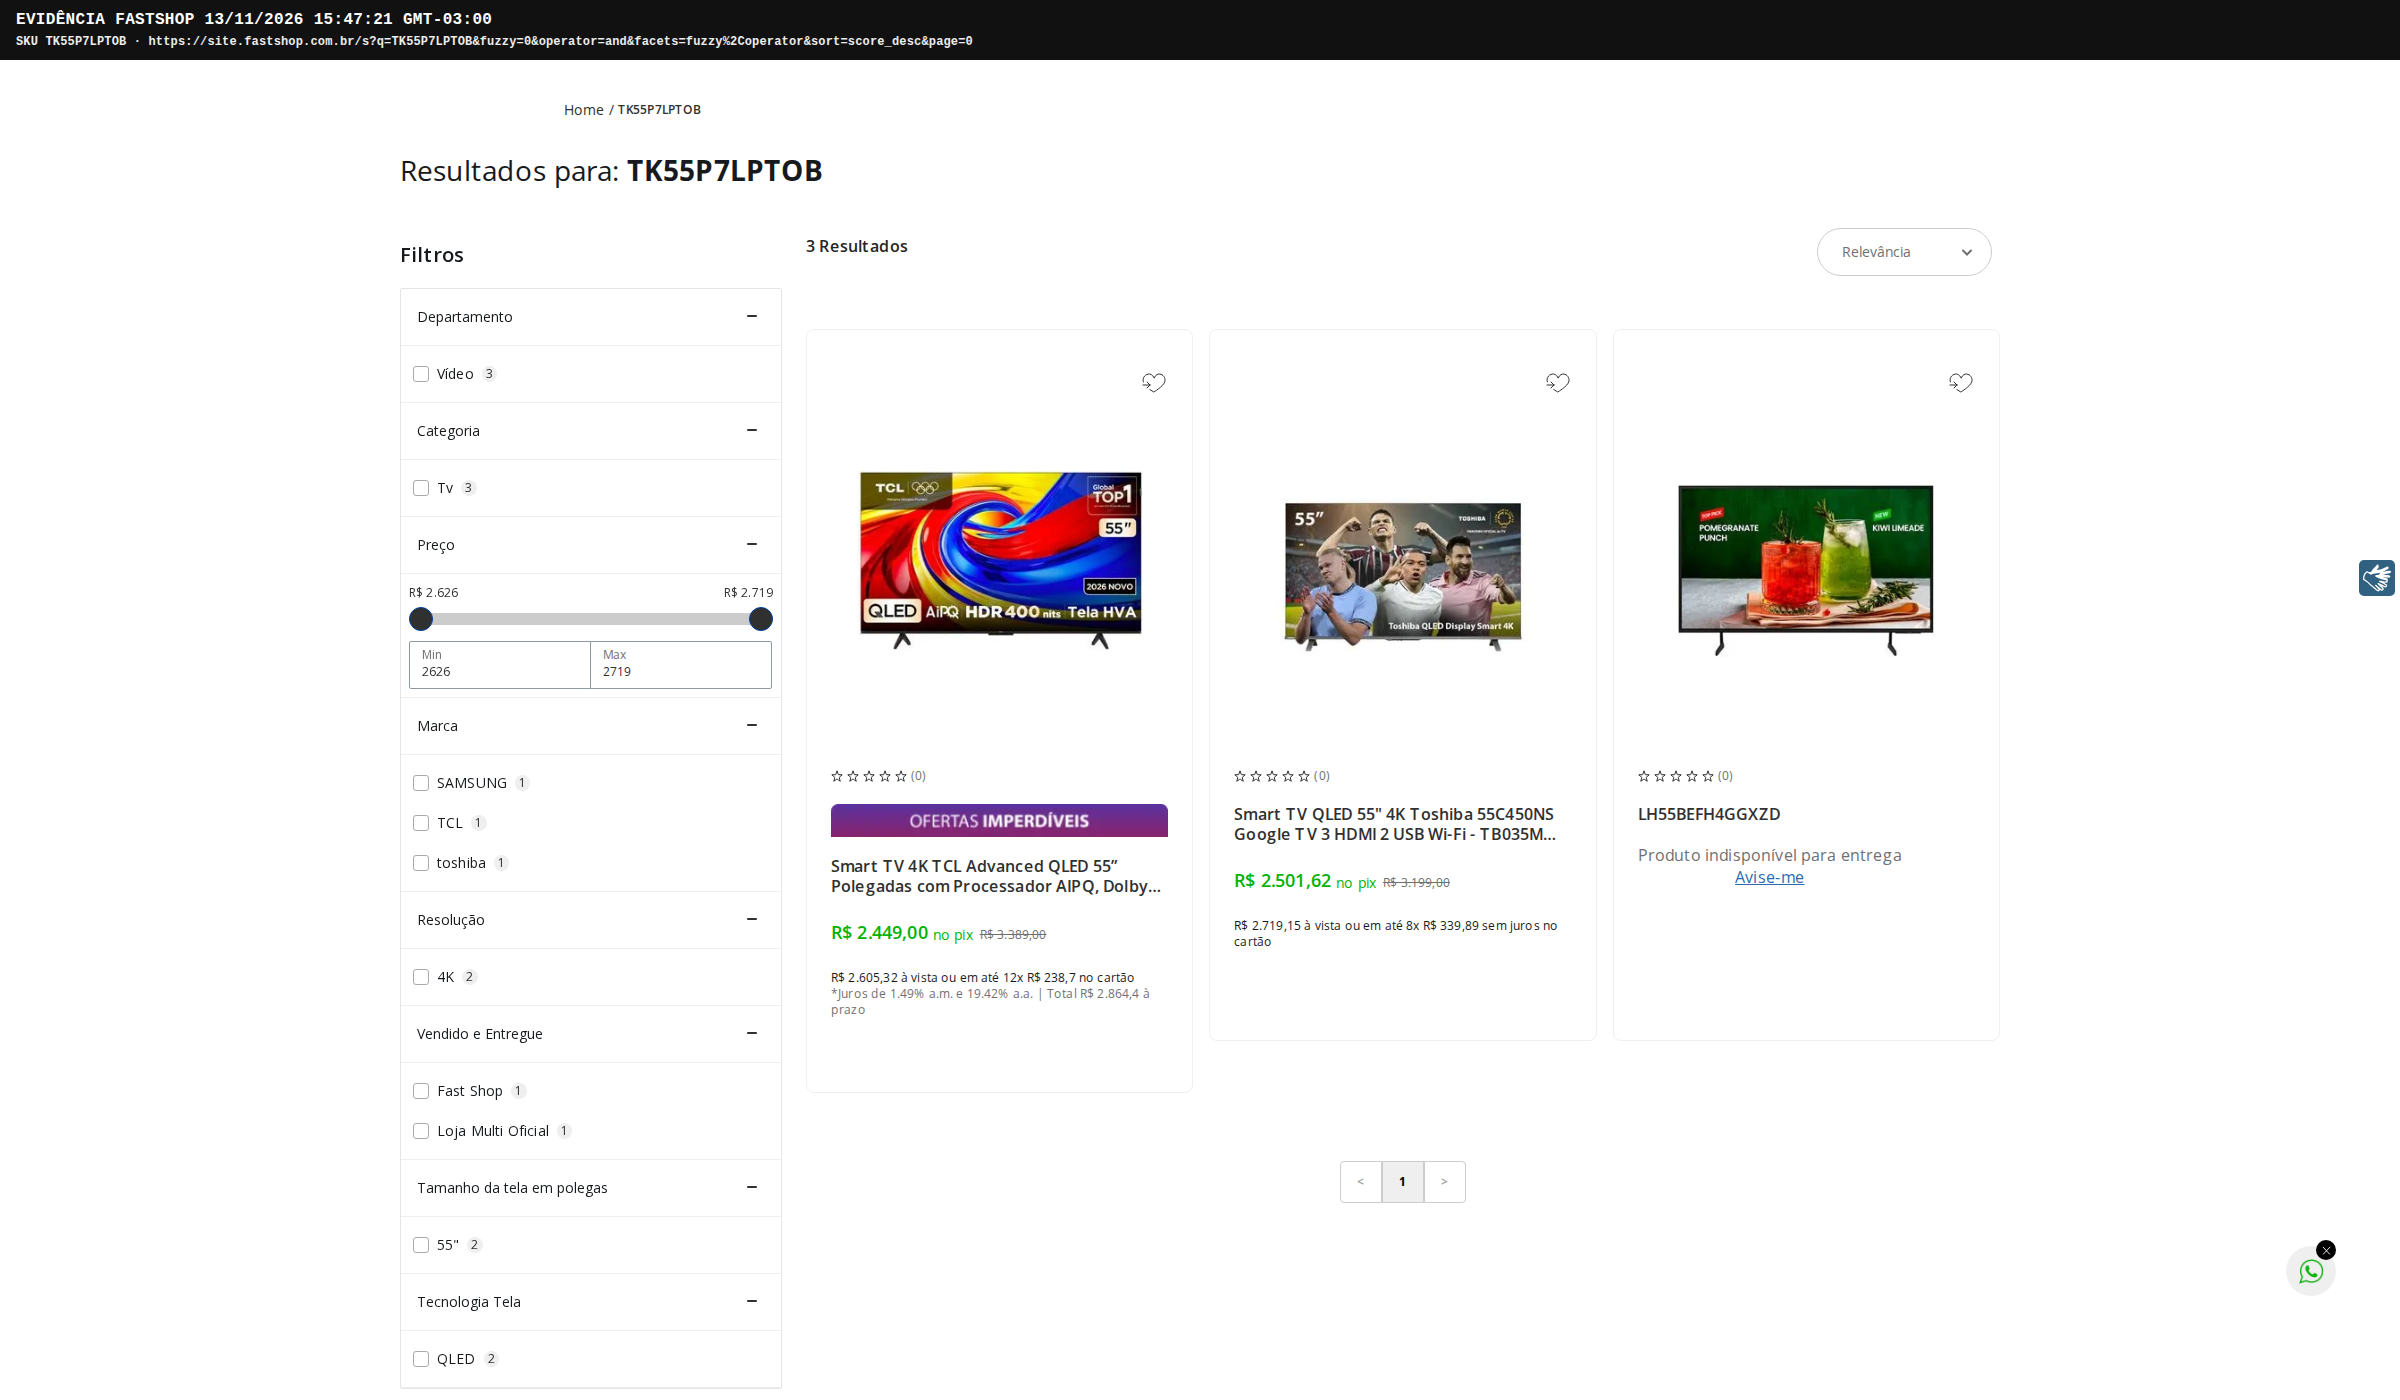 EVIDÊNCIA FASTSHOP 13/11/2026 15:47:21 GMT-03:00
SKU TK55P7LPTOB · https://site.fastshop.com.br/s?q=TK55P7LPTOB&fuzzy=0&operator=and&facets=fuzzy%2Coperator&sort=score_desc&page=0
Home / TK55P7LPTOB
Resultados para: TK55P7LPTOB
Filtros
3 Resultados
Relevância
Departamento
Vídeo 3
Categoria
Tv 3
Preço
R$ 2.626
R$ 2.719
Min
2626
Max
2719
Marca
SAMSUNG 1
TCL 1
toshiba 1
Resolução
4K 2
Vendido e Entregue
Fast Shop 1
Loja Multi Oficial 1
Tamanho da tela em polegas
55" 2
Tecnologia Tela
QLED 2
TCL
Global
TOP1
55”
2026 NOVO
QLED AiPQ HDR 400 nits Tela HVA
(0)
OFERTAS IMPERDÍVEIS
Smart TV 4K TCL Advanced QLED 55”
Polegadas com Processador AIPQ, Dolby...
R$ 2.449,00 no pix R$ 3.389,00
R$ 2.605,32 à vista ou em até 12x R$ 238,7 no cartão
*Juros de 1.49% a.m. e 19.42% a.a. | Total R$ 2.864,4 à
prazo
55”
TOSHIBA
Toshiba QLED Display Smart 4K
(0)
Smart TV QLED 55" 4K Toshiba 55C450NS
Google TV 3 HDMI 2 USB Wi-Fi - TB035M...
R$ 2.501,62 no pix R$ 3.199,00
R$ 2.719,15 à vista ou em até 8x R$ 339,89 sem juros no
cartão
TOP PICK
POMEGRANATE
PUNCH
NEW
KIWI LIMEADE
(0)
LH55BEFH4GGXZD
Produto indisponível para entrega
Avise-me
< 1 >